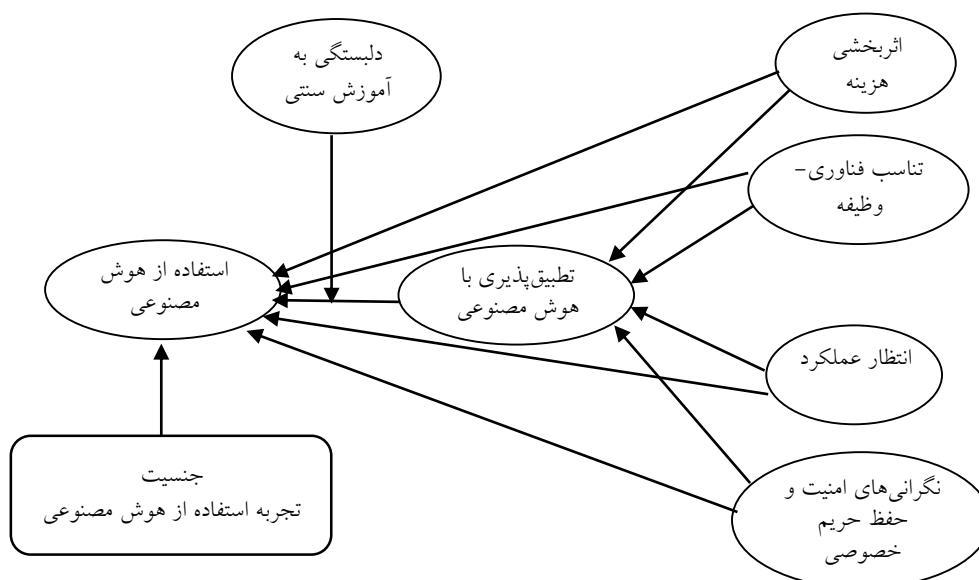 اثربخشی
هزینه
دلبستگی به
آموزش سنتی
تناسب فناوری-
وظیفه
تطبیق‌پذیری با
هوش مصنوعی
استفاده از هوش
مصنوعی
انتظار عملکرد
نگرانی‌های امنیت و
حفظ حریم
خصوصی
جنسیت
تجربه استفاده از هوش مصنوعی